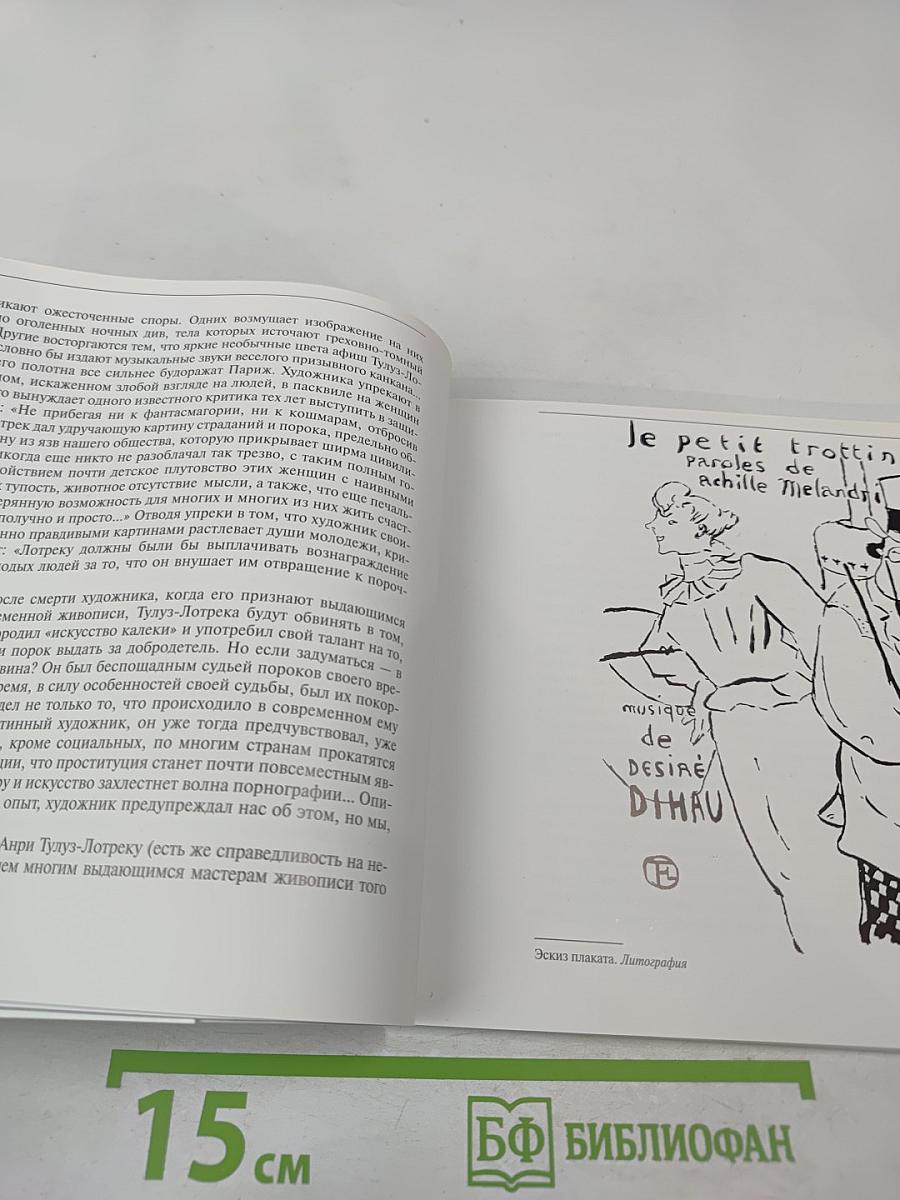 икают ожесточенные споры. Одних возмущает изображение на них
о оголенных ночных див, тела которых источают греховно-томный
Другие восторгаются тем, что яркие необычные цвета афиш Тулуз-Ло-
словно бы издают музыкальные звуки веселого призывного канкана...
его полотна все сильнее будоражат Париж. Художника упрекают в
ном, искаженном злобой взгляде на людей, в пасквиле на женщин
о вынуждает одного известного критика тех лет выступить в защи-
: «Не прибегая ни к фантасмагории, ни к кошмарам, отбросив
трек дал удручающую картину страданий и порока, предельно об-
ну из язв нашего общества, которую прикрывает ширма цивили-
икогда еще никто не разоблачал так трезво, с таким полным го-
ойствием почти детское плутовство этих женщин с наивными
х тупость, животное отсутствие мысли, а также, что еще печаль-
ерянную возможность для многих и многих из них жить счаст-
получно и просто...» Отводя упреки в том, что художник свои-
енно правдивыми картинами растлевает души молодежи, кри-
т: «Лотреку должны были бы выплачивать вознаграждение
лодых людей за то, что он внушает им отвращение к пороч-
осле смерти художника, когда его признают выдающимся
ременной живописи, Тулуз-Лотрека будут обвинять в том,
ородил «искусство калеки» и употребил свой талант на то,
и порок выдать за добродетель. Но если задуматься — в
вина? Он был беспощадным судьей пороков своего вре-
ремя, в силу особенностей своей судьбы, был их покор-
дел не только то, что происходило в современном ему
тинный художник, он уже тогда предчувствовал, уже
, кроме социальных, по многим странам прокатятся
ции, что проституция станет почти повсеместным яв-
ру и искусство захлестнет волна порнографии... Опи-
опыт, художник предупреждал нас об этом, но мы,
Анри Тулуз-Лотреку (есть же справедливость на не-
ем многим выдающимся мастерам живописи того
Je petit trottin
paroles de
Achille Melandri
musique
de
DESIRÉ
DIHAU
Эскиз плаката. Литография
15 см
БФ БИБЛИОФАН